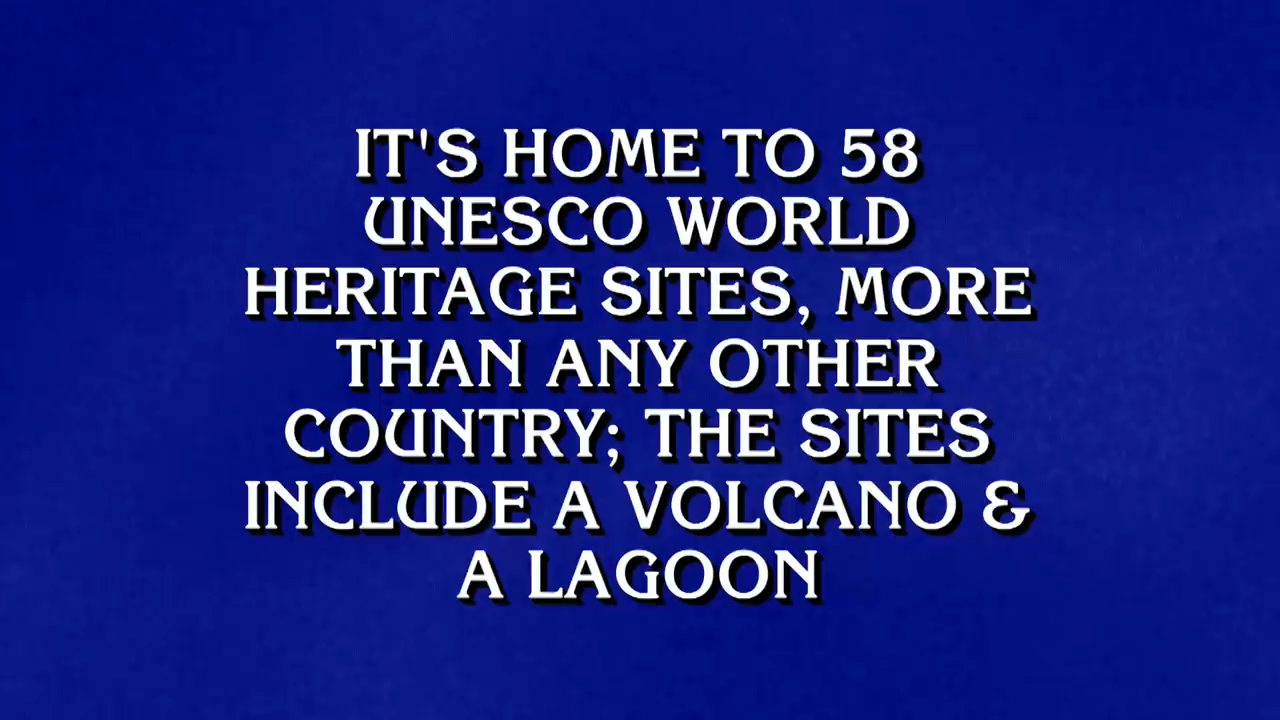 IT'S HOME TO 58
UNESCO WORLD
HERITAGE SITES, MORE
THAN ANY OTHER
COUNTRY; THE SITES
INCLUDE A VOLCANO &
A LAGOON